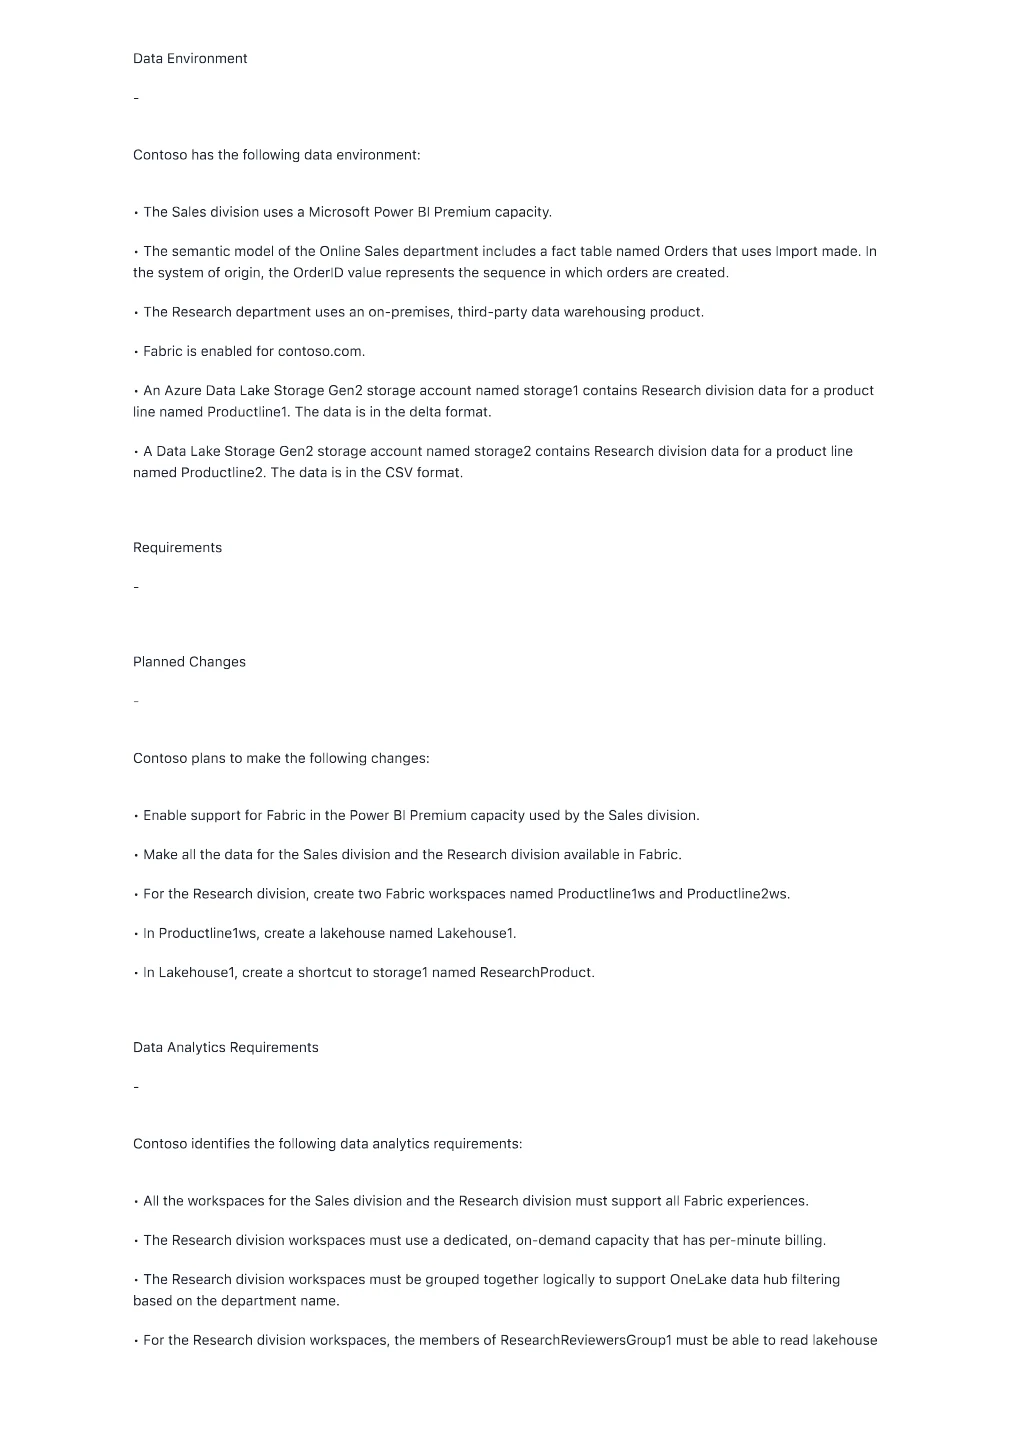 Data Environment
-
Contoso has the following data environment:
• The Sales division uses a Microsoft Power BI Premium capacity.
• The semantic model of the Online Sales department includes a fact table named Orders that uses Import made. In
the system of origin, the OrderID value represents the sequence in which orders are created.
• The Research department uses an on-premises, third-party data warehousing product.
• Fabric is enabled for contoso.com.
• An Azure Data Lake Storage Gen2 storage account named storage1 contains Research division data for a product
line named Productline1. The data is in the delta format.
• A Data Lake Storage Gen2 storage account named storage2 contains Research division data for a product line
named Productline2. The data is in the CSV format.
Requirements
-
Planned Changes
-
Contoso plans to make the following changes:
• Enable support for Fabric in the Power BI Premium capacity used by the Sales division.
• Make all the data for the Sales division and the Research division available in Fabric.
• For the Research division, create two Fabric workspaces named Productline1ws and Productline2ws.
• In Productline1ws, create a lakehouse named Lakehouse1.
• In Lakehouse1, create a shortcut to storage1 named ResearchProduct.
Data Analytics Requirements
-
Contoso identifies the following data analytics requirements:
• All the workspaces for the Sales division and the Research division must support all Fabric experiences.
• The Research division workspaces must use a dedicated, on-demand capacity that has per-minute billing.
• The Research division workspaces must be grouped together logically to support OneLake data hub filtering
based on the department name.
• For the Research division workspaces, the members of ResearchReviewersGroup1 must be able to read lakehouse